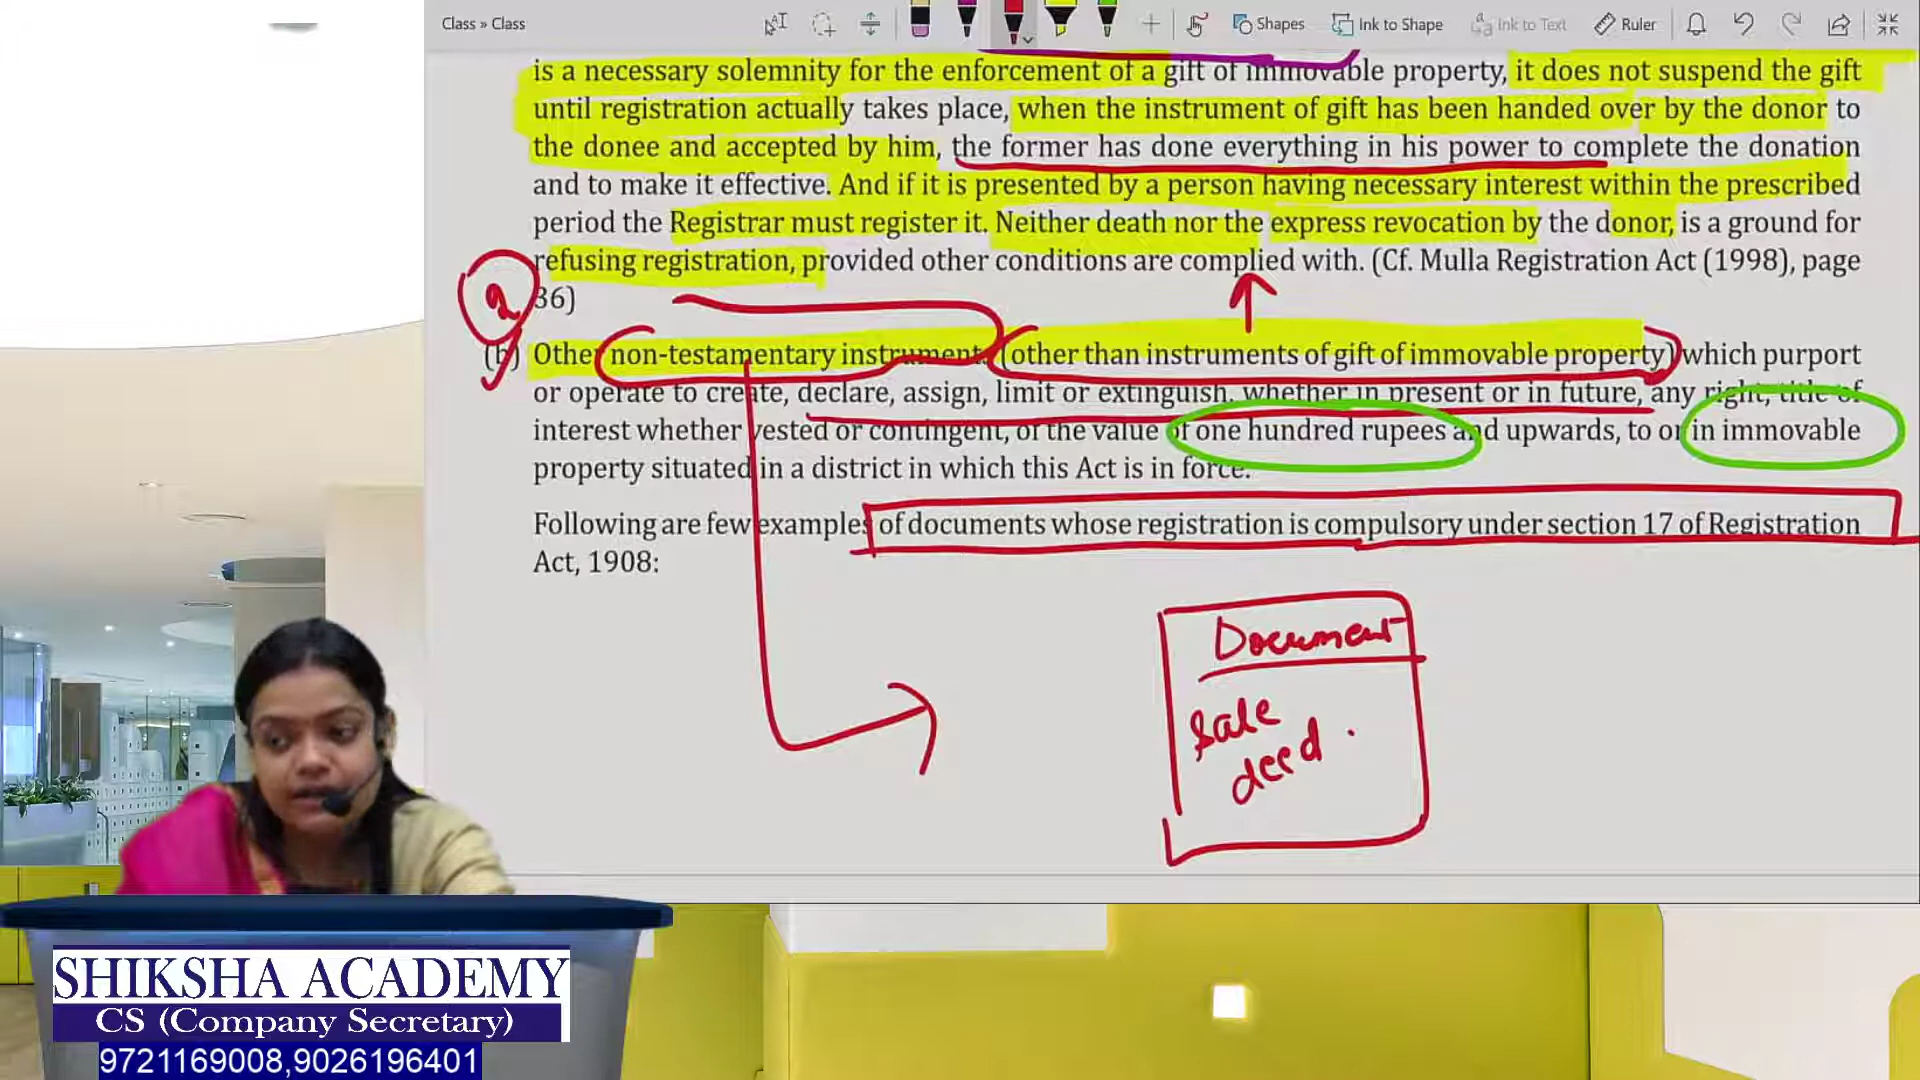 Class » Class
Shapes
Ink to Shape
Ink to Text
Ruler
is a necessary solemnity for the enforcement of a gift of immovable property, it does not suspend the gift
until registration actually takes place, when the instrument of gift has been handed over by the donor to
the donee and accepted by him, the former has done everything in his power to complete the donation
and to make it effective. And if it is presented by a person having necessary interest within the prescribed
period the Registrar must register it. Neither death nor the express revocation by the donor, is a ground for
refusing registration, provided other conditions are complied with. (Cf. Mulla Registration Act (1998), page
36)
2
(b) Other non-testamentary instruments (other than instruments of gift of immovable property) which purport
or operate to create, declare, assign, limit or extinguish, whether in present or in future, any right, title of
interest whether vested or contingent, of the value of one hundred rupees and upwards, to or in immovable
property situated in a district in which this Act is in force.
Following are few examples of documents whose registration is compulsory under section 17 of Registration
Act, 1908:
Document
Sale
deed
SHIKSHA ACADEMY
CS (Company Secretary)
9721169008,9026196401